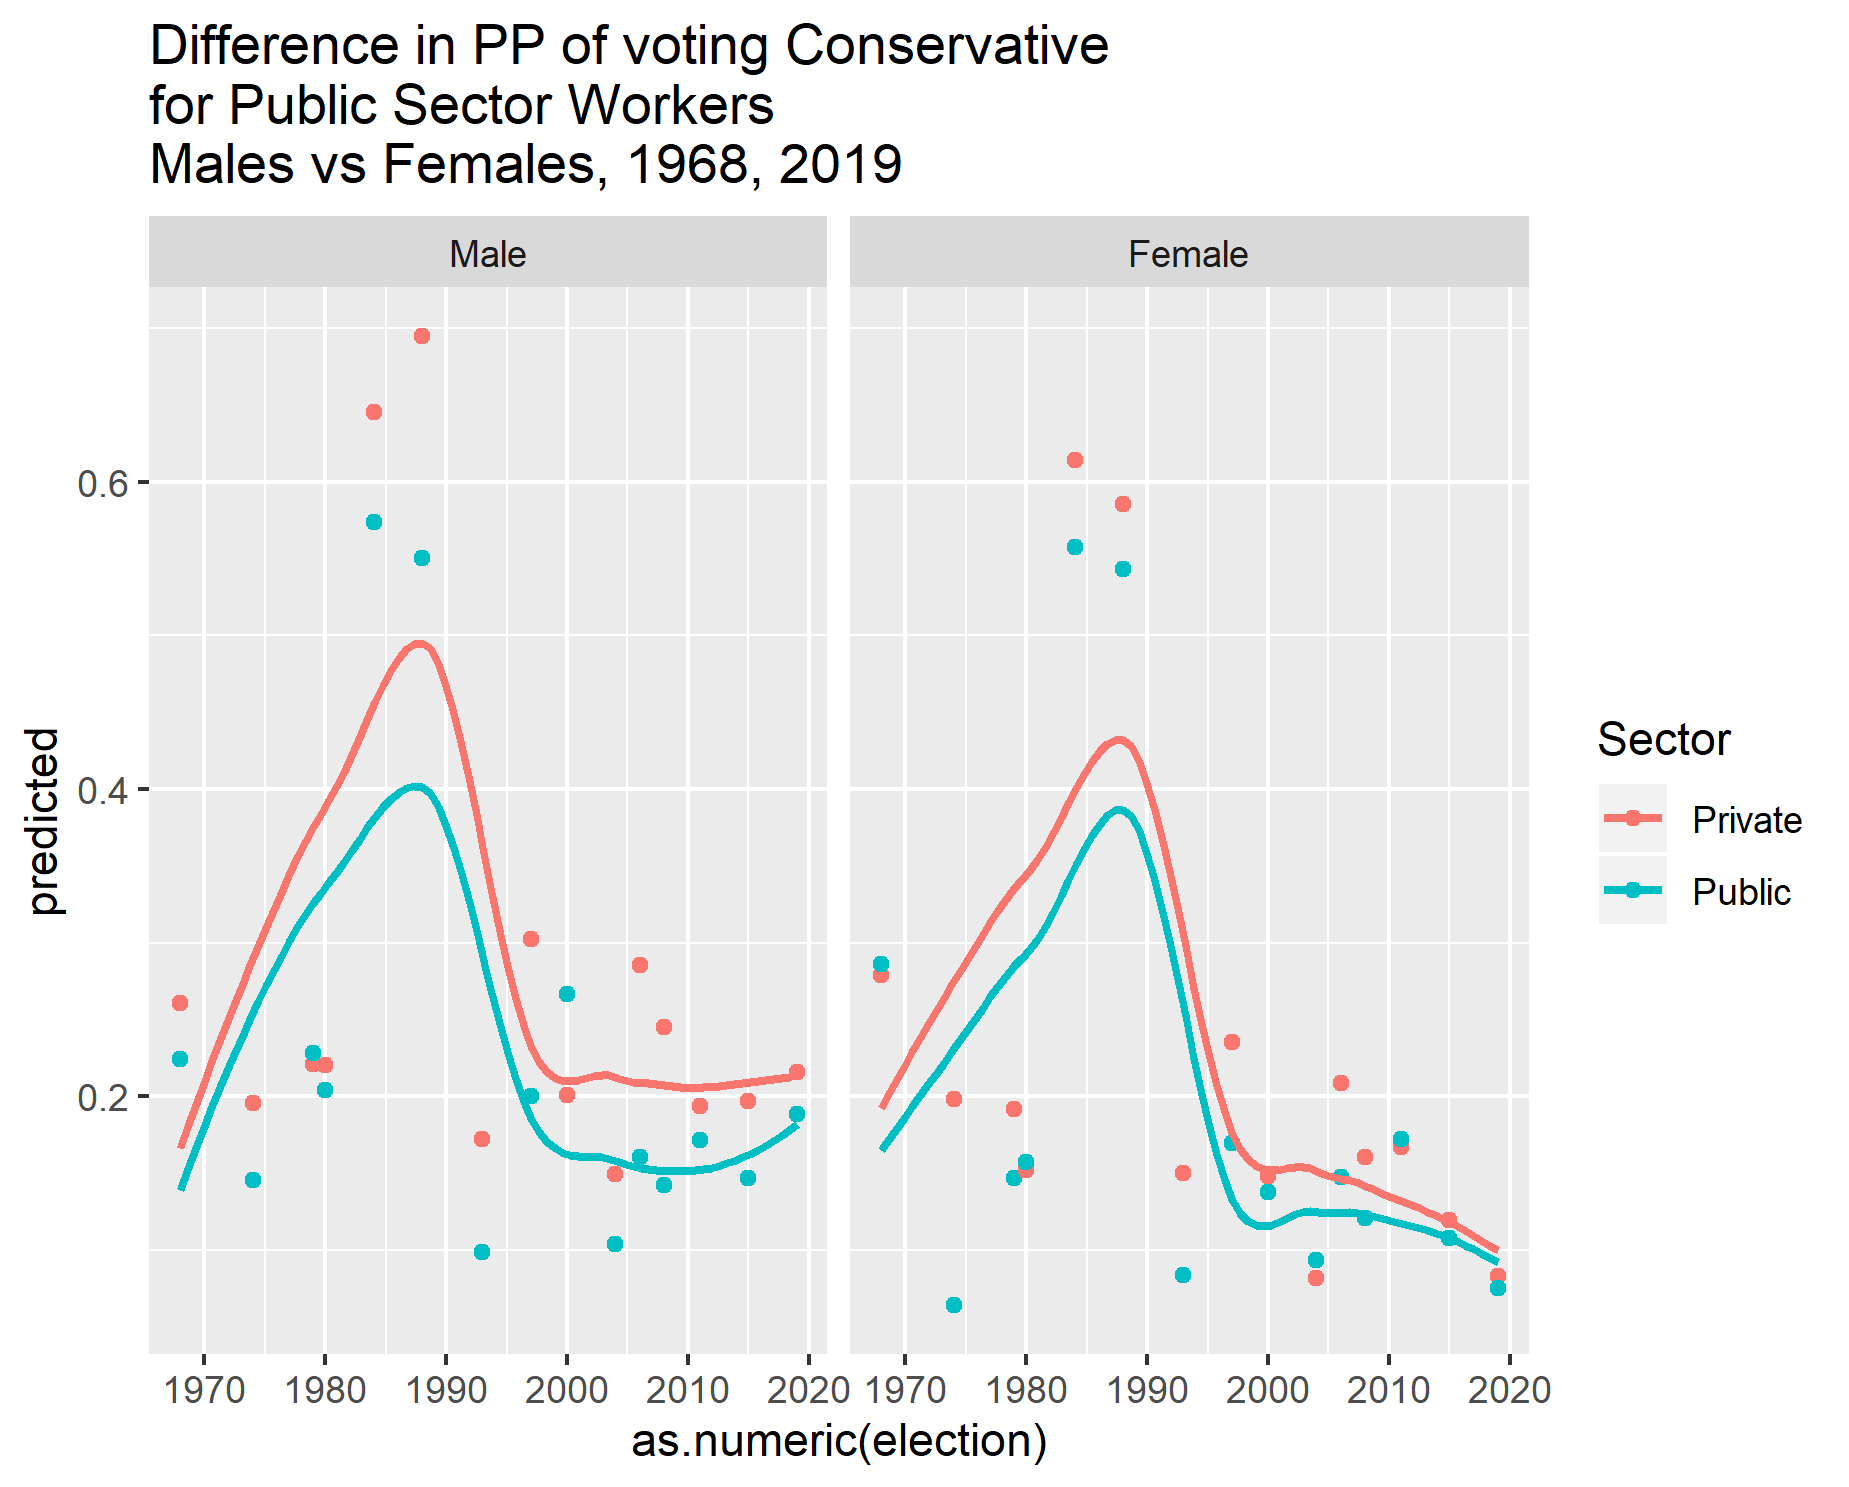 Difference in PP of voting Conservative
for Public Sector Workers
Males vs Females, 1968, 2019
Male
Female
predicted
0.6
0.4
0.2
1970 1980 1990 2000 2010 2020
1970 1980 1990 2000 2010 2020
as.numeric(election)
Sector
Private
Public